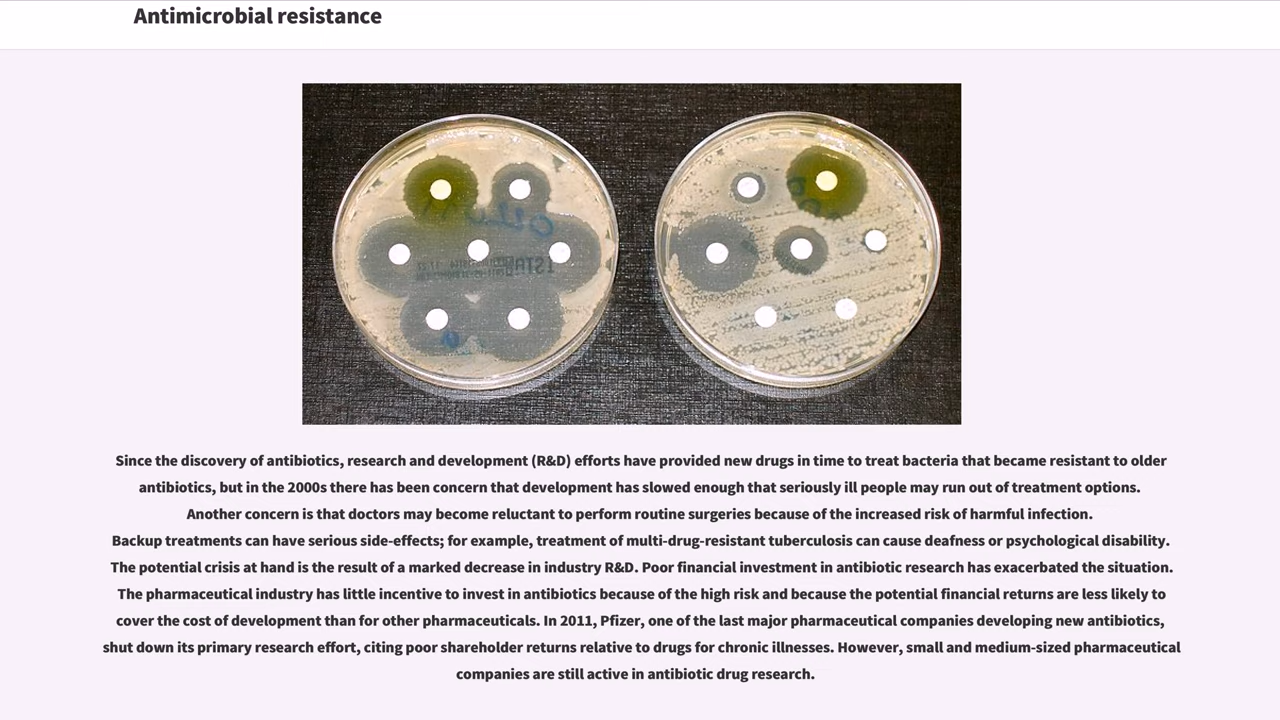 Antimicrobial resistance
Since the discovery of antibiotics, research and development (R&D) efforts have provided new drugs in time to treat bacteria that became resistant to older
antibiotics, but in the 2000s there has been concern that development has slowed enough that seriously ill people may run out of treatment options.
Another concern is that doctors may become reluctant to perform routine surgeries because of the increased risk of harmful infection.
Backup treatments can have serious side-effects; for example, treatment of multi-drug-resistant tuberculosis can cause deafness or psychological disability.
The potential crisis at hand is the result of a marked decrease in industry R&D. Poor financial investment in antibiotic research has exacerbated the situation.
The pharmaceutical industry has little incentive to invest in antibiotics because of the high risk and because the potential financial returns are less likely to
cover the cost of development than for other pharmaceuticals. In 2011, Pfizer, one of the last major pharmaceutical companies developing new antibiotics,
shut down its primary research effort, citing poor shareholder returns relative to drugs for chronic illnesses. However, small and medium-sized pharmaceutical
companies are still active in antibiotic drug research.